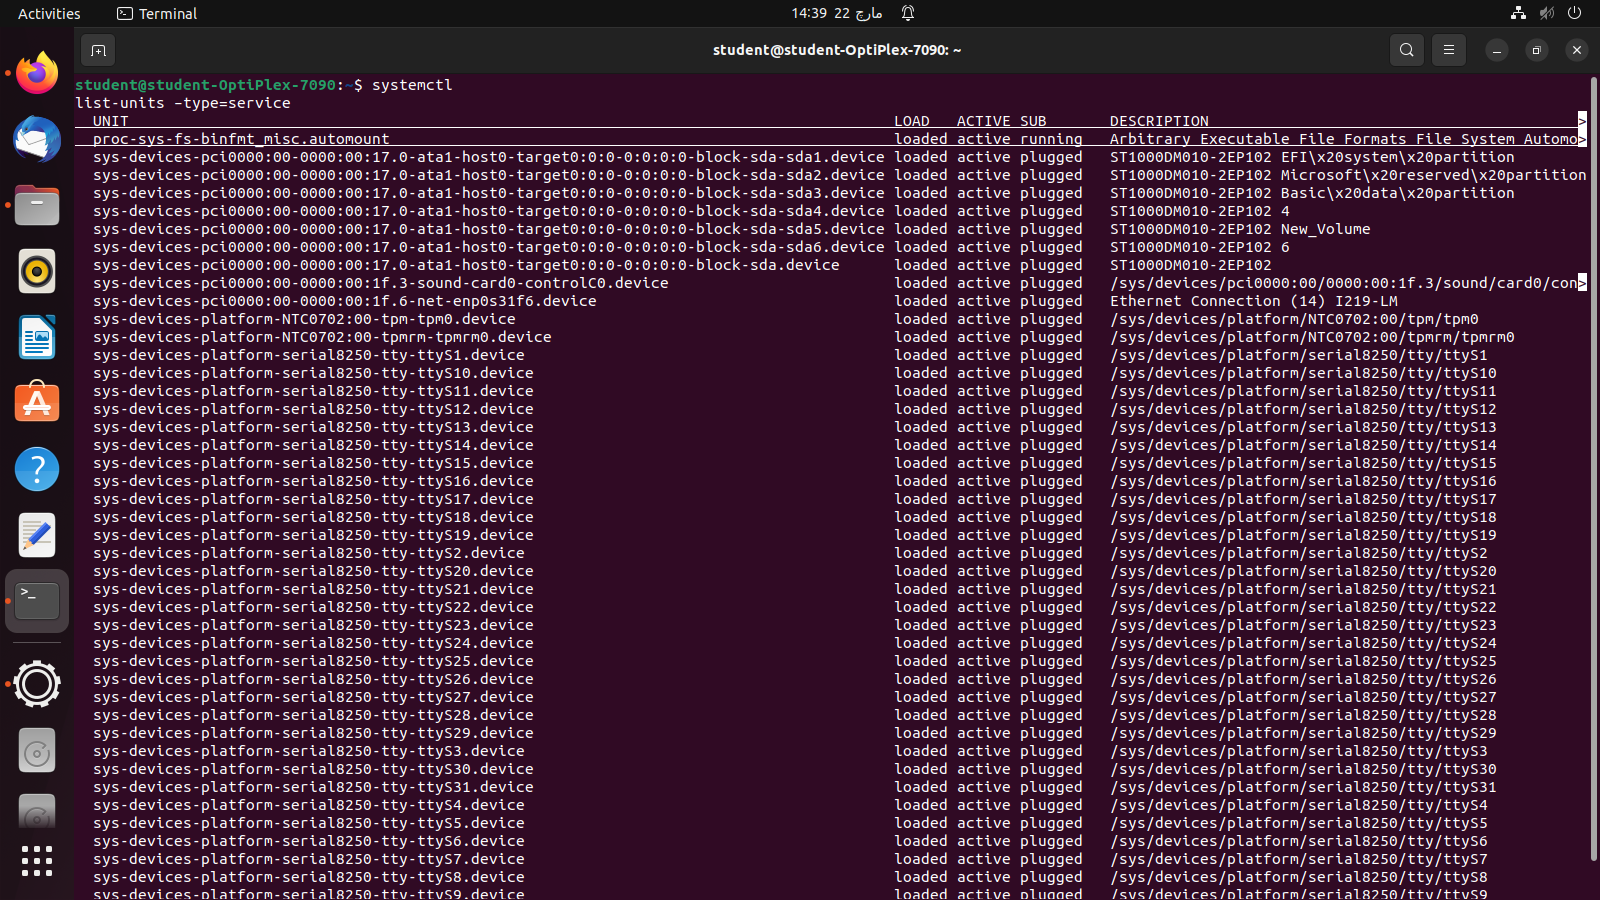 Activities Terminal 14:39 22 مارچ
student@student-OptiPlex-7090: ~
student@student-OptiPlex-7090:~$ systemctl
list-units –type=service
UNIT LOAD ACTIVE SUB DESCRIPTION >
proc-sys-fs-binfmt_misc.automount loaded active running Arbitrary Executable File Formats File System Automo>
sys-devices-pci0000:00-0000:00:17.0-ata1-host0-target0:0:0-0:0:0:0-block-sda-sda1.device loaded active plugged ST1000DM010-2EP102 EFI\x20system\x20partition
sys-devices-pci0000:00-0000:00:17.0-ata1-host0-target0:0:0-0:0:0:0-block-sda-sda2.device loaded active plugged ST1000DM010-2EP102 Microsoft\x20reserved\x20partition
sys-devices-pci0000:00-0000:00:17.0-ata1-host0-target0:0:0-0:0:0:0-block-sda-sda3.device loaded active plugged ST1000DM010-2EP102 Basic\x20data\x20partition
sys-devices-pci0000:00-0000:00:17.0-ata1-host0-target0:0:0-0:0:0:0-block-sda-sda4.device loaded active plugged ST1000DM010-2EP102 4
sys-devices-pci0000:00-0000:00:17.0-ata1-host0-target0:0:0-0:0:0:0-block-sda-sda5.device loaded active plugged ST1000DM010-2EP102 New_Volume
sys-devices-pci0000:00-0000:00:17.0-ata1-host0-target0:0:0-0:0:0:0-block-sda-sda6.device loaded active plugged ST1000DM010-2EP102 6
sys-devices-pci0000:00-0000:00:17.0-ata1-host0-target0:0:0-0:0:0:0-block-sda.device loaded active plugged ST1000DM010-2EP102
sys-devices-pci0000:00-0000:00:1f.3-sound-card0-controlC0.device loaded active plugged /sys/devices/pci0000:00/0000:00:1f.3/sound/card0/con>
sys-devices-pci0000:00-0000:00:1f.6-net-enp0s31f6.device loaded active plugged Ethernet Connection (14) I219-LM
sys-devices-platform-NTC0702:00-tpm-tpm0.device loaded active plugged /sys/devices/platform/NTC0702:00/tpm/tpm0
sys-devices-platform-NTC0702:00-tpmrm-tpmrm0.device loaded active plugged /sys/devices/platform/NTC0702:00/tpmrm/tpmrm0
sys-devices-platform-serial8250-tty-ttyS1.device loaded active plugged /sys/devices/platform/serial8250/tty/ttyS1
sys-devices-platform-serial8250-tty-ttyS10.device loaded active plugged /sys/devices/platform/serial8250/tty/ttyS10
sys-devices-platform-serial8250-tty-ttyS11.device loaded active plugged /sys/devices/platform/serial8250/tty/ttyS11
sys-devices-platform-serial8250-tty-ttyS12.device loaded active plugged /sys/devices/platform/serial8250/tty/ttyS12
sys-devices-platform-serial8250-tty-ttyS13.device loaded active plugged /sys/devices/platform/serial8250/tty/ttyS13
sys-devices-platform-serial8250-tty-ttyS14.device loaded active plugged /sys/devices/platform/serial8250/tty/ttyS14
sys-devices-platform-serial8250-tty-ttyS15.device loaded active plugged /sys/devices/platform/serial8250/tty/ttyS15
sys-devices-platform-serial8250-tty-ttyS16.device loaded active plugged /sys/devices/platform/serial8250/tty/ttyS16
sys-devices-platform-serial8250-tty-ttyS17.device loaded active plugged /sys/devices/platform/serial8250/tty/ttyS17
sys-devices-platform-serial8250-tty-ttyS18.device loaded active plugged /sys/devices/platform/serial8250/tty/ttyS18
sys-devices-platform-serial8250-tty-ttyS19.device loaded active plugged /sys/devices/platform/serial8250/tty/ttyS19
sys-devices-platform-serial8250-tty-ttyS2.device loaded active plugged /sys/devices/platform/serial8250/tty/ttyS2
sys-devices-platform-serial8250-tty-ttyS20.device loaded active plugged /sys/devices/platform/serial8250/tty/ttyS20
sys-devices-platform-serial8250-tty-ttyS21.device loaded active plugged /sys/devices/platform/serial8250/tty/ttyS21
sys-devices-platform-serial8250-tty-ttyS22.device loaded active plugged /sys/devices/platform/serial8250/tty/ttyS22
sys-devices-platform-serial8250-tty-ttyS23.device loaded active plugged /sys/devices/platform/serial8250/tty/ttyS23
sys-devices-platform-serial8250-tty-ttyS24.device loaded active plugged /sys/devices/platform/serial8250/tty/ttyS24
sys-devices-platform-serial8250-tty-ttyS25.device loaded active plugged /sys/devices/platform/serial8250/tty/ttyS25
sys-devices-platform-serial8250-tty-ttyS26.device loaded active plugged /sys/devices/platform/serial8250/tty/ttyS26
sys-devices-platform-serial8250-tty-ttyS27.device loaded active plugged /sys/devices/platform/serial8250/tty/ttyS27
sys-devices-platform-serial8250-tty-ttyS28.device loaded active plugged /sys/devices/platform/serial8250/tty/ttyS28
sys-devices-platform-serial8250-tty-ttyS29.device loaded active plugged /sys/devices/platform/serial8250/tty/ttyS29
sys-devices-platform-serial8250-tty-ttyS3.device loaded active plugged /sys/devices/platform/serial8250/tty/ttyS3
sys-devices-platform-serial8250-tty-ttyS30.device loaded active plugged /sys/devices/platform/serial8250/tty/ttyS30
sys-devices-platform-serial8250-tty-ttyS31.device loaded active plugged /sys/devices/platform/serial8250/tty/ttyS31
sys-devices-platform-serial8250-tty-ttyS4.device loaded active plugged /sys/devices/platform/serial8250/tty/ttyS4
sys-devices-platform-serial8250-tty-ttyS5.device loaded active plugged /sys/devices/platform/serial8250/tty/ttyS5
sys-devices-platform-serial8250-tty-ttyS6.device loaded active plugged /sys/devices/platform/serial8250/tty/ttyS6
sys-devices-platform-serial8250-tty-ttyS7.device loaded active plugged /sys/devices/platform/serial8250/tty/ttyS7
sys-devices-platform-serial8250-tty-ttyS8.device loaded active plugged /sys/devices/platform/serial8250/tty/ttyS8
sys-devices-platform-serial8250-tty-ttyS9.device loaded active plugged /sys/devices/platform/serial8250/tty/ttyS9